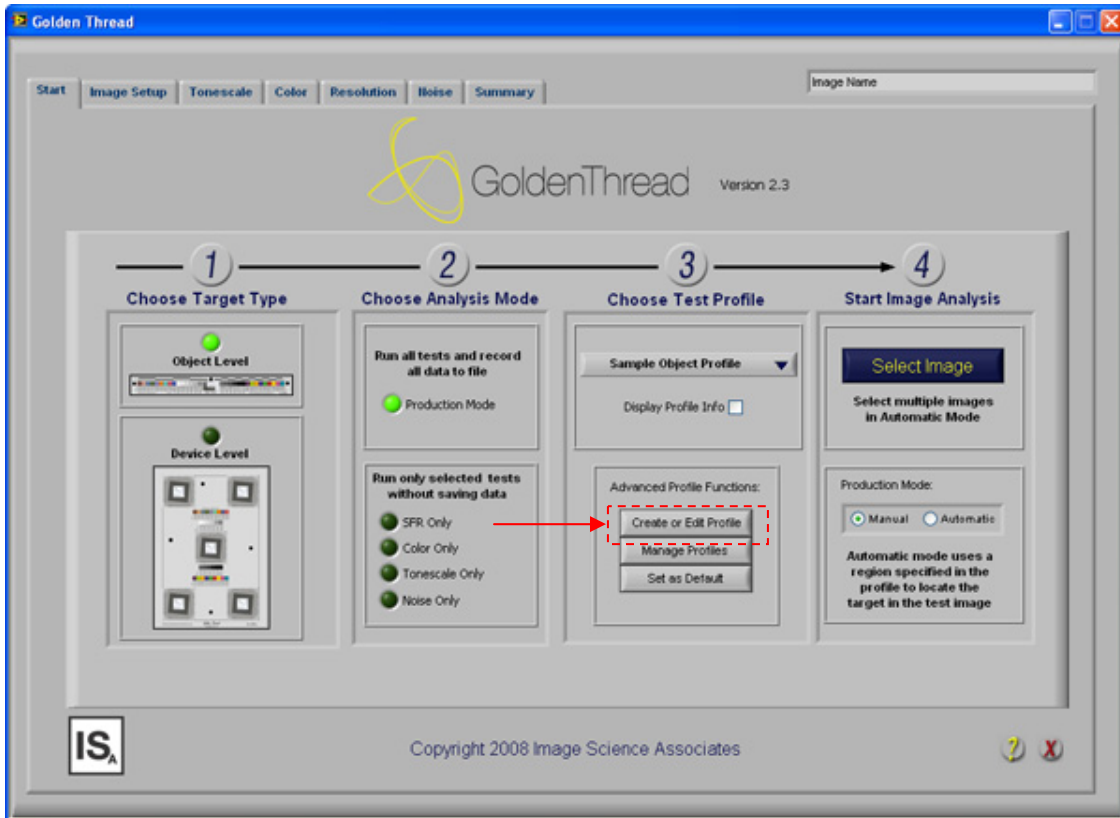 Golden Thread
Start
Image Setup
Tonescale
Color
Resolution
Noise
Summary
Image Name
GoldenThread
Version 2.3
1
Choose Target Type
Object Level
Device Level
2
Choose Analysis Mode
Run all tests and record
all data to file
Production Mode
Run only selected tests
without saving data
SFR Only
Color Only
Tonescale Only
Noise Only
3
Choose Test Profile
Sample Object Profile
Display Profile Info
Advanced Profile Functions:
Create or Edit Profile
Manage Profiles
Set as Default
4
Start Image Analysis
Select Image
Select multiple images
in Automatic Mode
Production Mode:
Manual
Automatic
Automatic mode uses a
region specified in the
profile to locate the
target in the test image
ISA
Copyright 2008 Image Science Associates
?
X